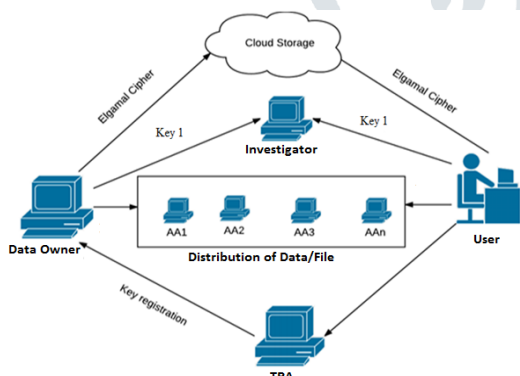 Cloud Storage
Elgamal Cipher
Elgamal Cipher
Key 1
Key 1
Investigator
AA1
AA2
AA3
AAn
Data Owner
User
Distribution of Data/File
Key registration